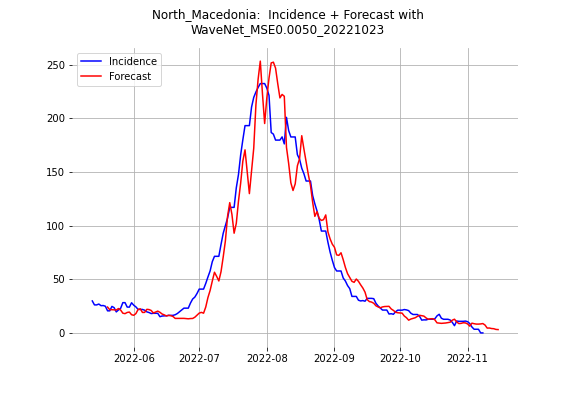 North_Macedonia:  Incidence + Forecast with
WaveNet_MSE0.0050_20221023
Incidence
Forecast
250
200
150
100
50
0
2022-06 2022-07 2022-08 2022-09 2022-10 2022-11